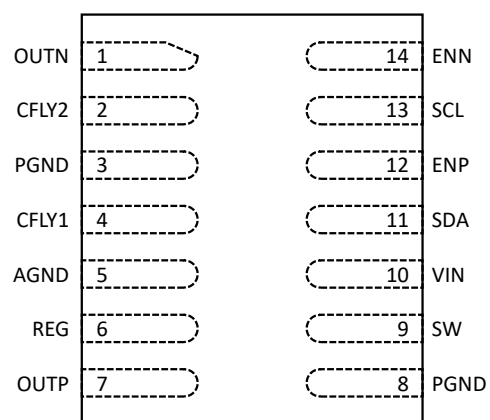 OUTN 1 14 ENN
CFLY2 2 13 SCL
PGND 3 12 ENP
CFLY1 4 11 SDA
AGND 5 10 VIN
REG 6 9 SW
OUTP 7 8 PGND